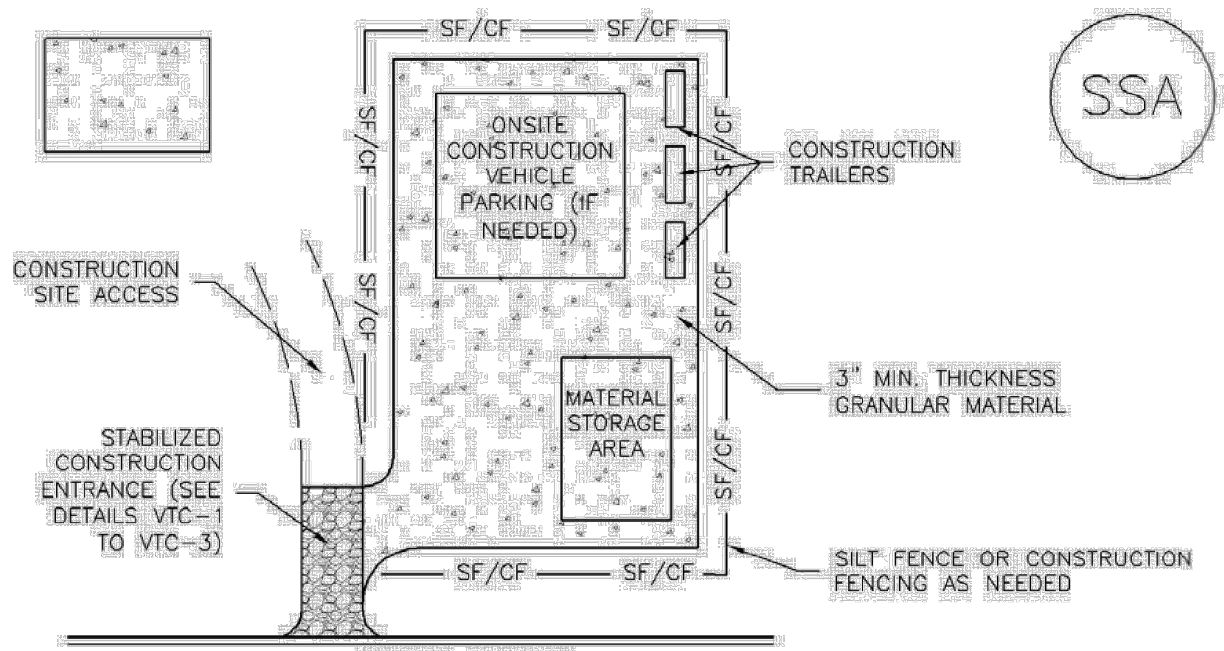 SF/CF
SF/CF
SSA
SF/CF
SF/CF
ONSITE
CONSTRUCTION
VEHICLE
PARKING (IF
NEEDED)
CONSTRUCTION
TRAILERS
CONSTRUCTION
SITE ACCESS
SF/CF
SF/CF
3" MIN. THICKNESS
GRANULAR MATERIAL
MATERIAL
STORAGE
AREA
STABILIZED
CONSTRUCTION
ENTRANCE (SEE
DETAILS VTC-1
TO VTC-3)
SF/CF
SILT FENCE OR CONSTRUCTION
FENCING AS NEEDED
SF/CF
SF/CF